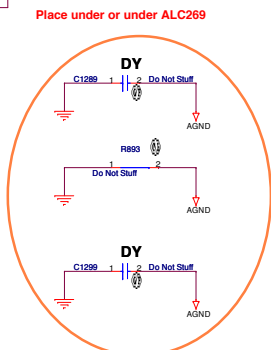 Place under or under ALC269
DY
C1289 1 2 Do Not Stuff
AGND
R893
1 2
Do Not Stuff
AGND
DY
C1299 1 2 Do Not Stuff
AGND